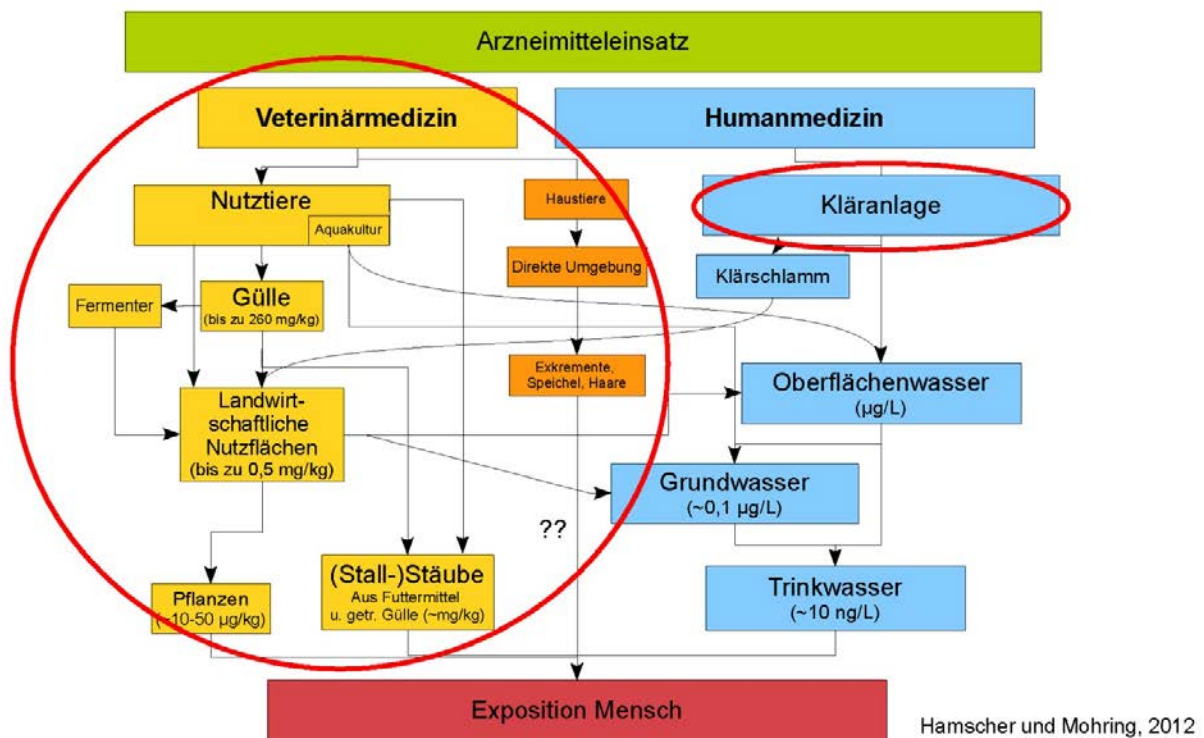 Arzneimitteleinsatz
Veterinärmedizin
Humanmedizin
Nutztiere
Aquakultur
Haustiere
Kläranlage
Direkte Umgebung
Klärschlamm
Fermenter
Gülle
(bis zu 260 mg/kg)
Exkremente,
Speichel, Haare
Oberflächenwasser
(µg/L)
Landwirt-
schaftliche
Nutzflächen
(bis zu 0,5 mg/kg)
Grundwasser
(~0,1 µg/L)
??
(Stall-)Stäube
Aus Futtermittel
u. getr. Gülle (~mg/kg)
Pflanzen
(~10-50 µg/kg)
Trinkwasser
(~10 ng/L)
Exposition Mensch
Hamscher und Mohring, 2012